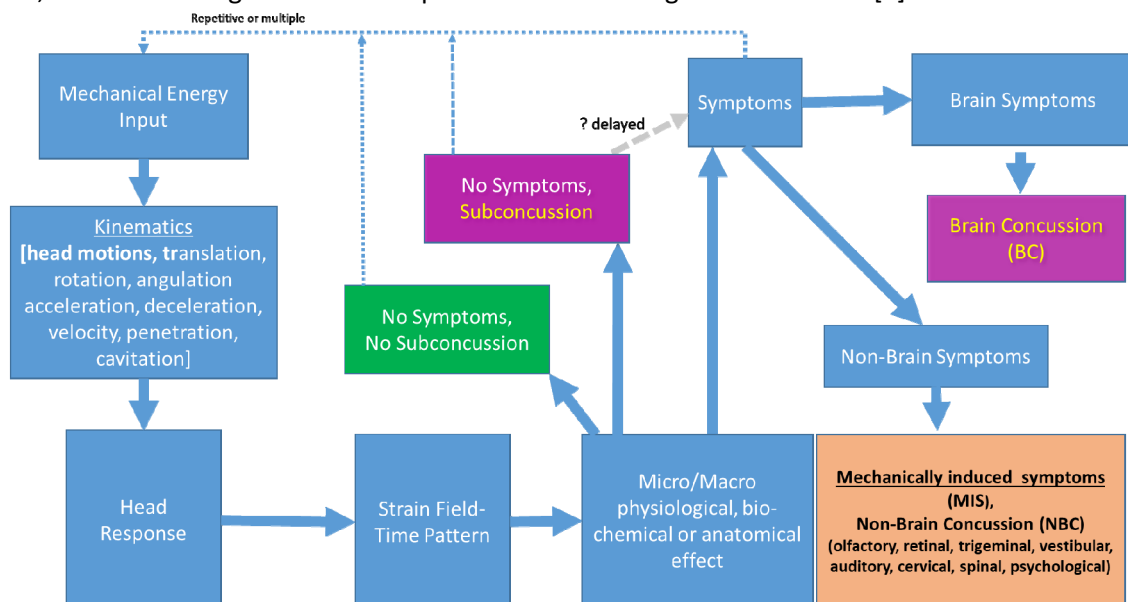 Repetitive or multiple
Mechanical Energy
Input
Symptoms
Brain Symptoms
? delayed
No Symptoms,
Subconcussion
Kinematics
[head motions, translation,
rotation, angulation
acceleration, deceleration,
velocity, penetration,
cavitation]
Brain Concussion
(BC)
No Symptoms,
No Subconcussion
Non-Brain Symptoms
Head
Response
Strain Field-
Time Pattern
Micro/Macro
physiological, bio-
chemical or anatomical
effect
Mechanically induced symptoms
(MIS),
Non-Brain Concussion (NBC)
(olfactory, retinal, trigeminal, vestibular,
auditory, cervical, spinal, psychological)